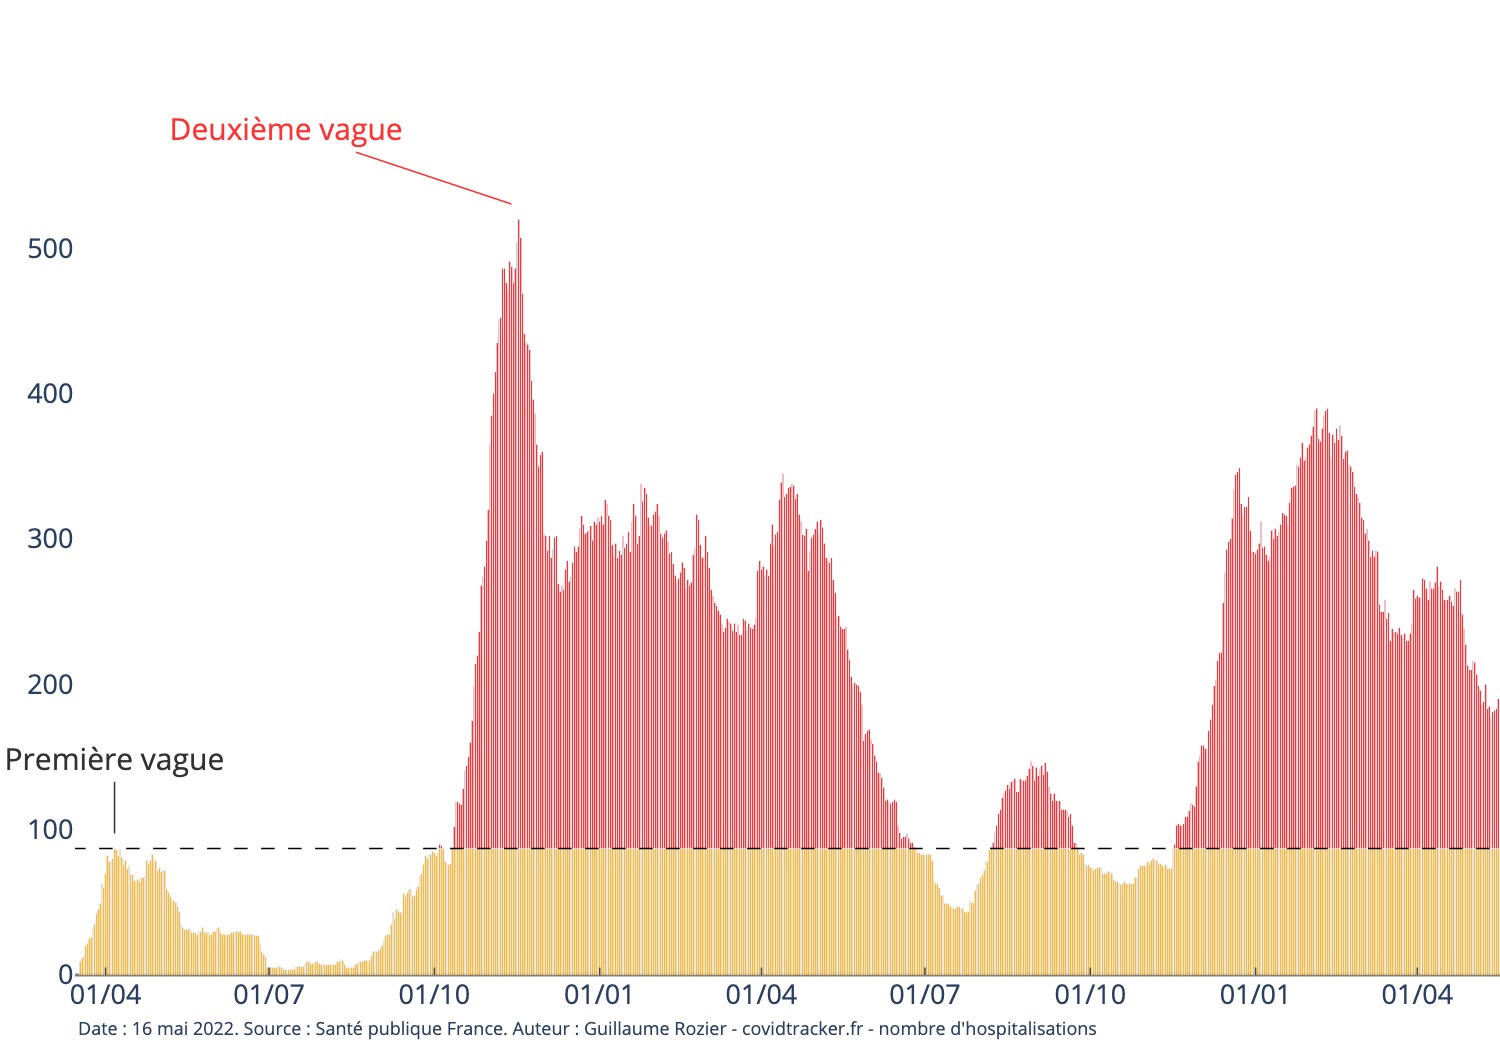 Deuxième vague
500
400
300
200
Première vague
100
0
01/04 01/07 01/10 01/01 01/04 01/07 01/10 01/01 01/04
Date : 16 mai 2022. Source : Santé publique France. Auteur : Guillaume Rozier - covidtracker.fr - nombre d'hospitalisations